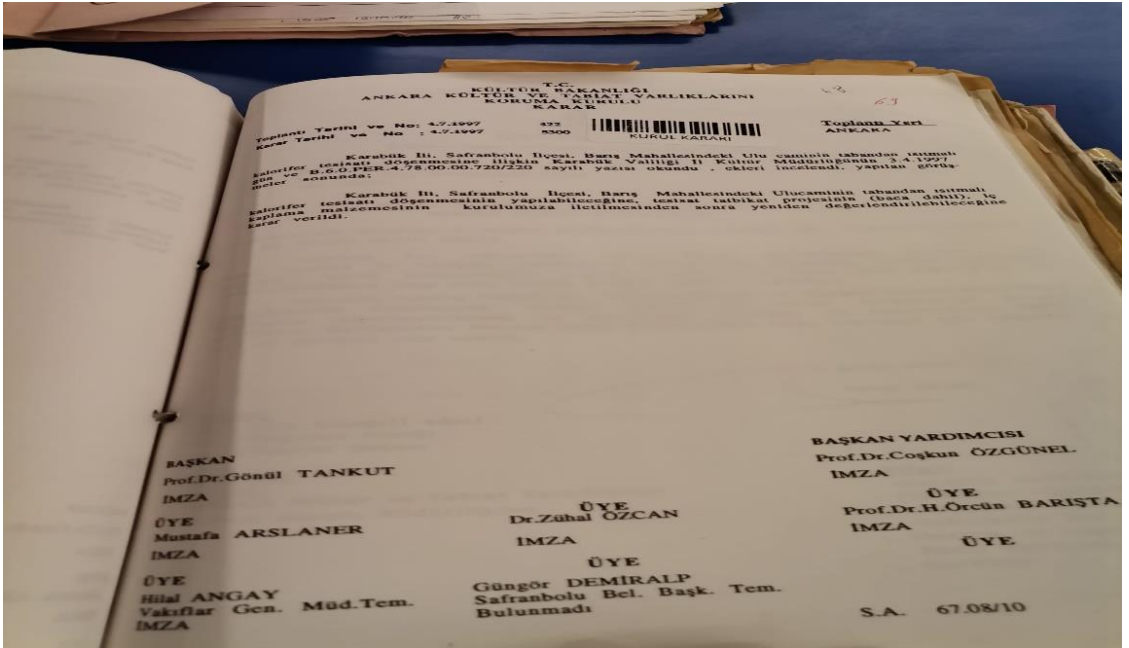 T.C.
KÜLTÜR BAKANLIĞI
ANKARA KÜLTÜR VE TABİAT VARLIKLARINI
KORUMA KURULU
KARAR
69
Toplantı Tarihi ve No: 4.7.1997 422
Karar Tarihi ve No : 4.7.1997 5300
KURUL KARARI
Toplantı Yeri
ANKARA
Karabük İli, Safranbolu İlçesi, Barış Mahallesindeki Ulu caminin tabandan ısıtmalı
kalorifer tesisatı döşenmesine ilişkin Karabük Valiliği İl Kültür Müdürlüğünün 3.4.1997
gün ve B.6.0.PER.4.78.00.00.720/220 sayılı yazısı okundu , ekleri incelendi, yapılan görüş-
meler sonunda;
Karabük İli, Safranbolu İlçesi, Barış Mahallesindeki Ulucaminin tabandan ısıtmalı
kalorifer tesisatı döşenmesinin yapılabileceğine, tesisat tatbikat projesinin (baca dahil), ve
kaplama malzemesinin kurulumuza iletilmesinden sonra yeniden değerlendirilebileceğine
karar verildi.
BAŞKAN
Prof.Dr.Gönül TANKUT
İMZA
BAŞKAN YARDIMCISI
Prof.Dr.Coşkun ÖZGÜNEL
İMZA
ÜYE
Mustafa ARSLANER
İMZA
ÜYE
Dr.Zühal ÖZCAN
İMZA
ÜYE
Prof.Dr.H.Örcün BARIŞTA
İMZA
ÜYE
Hilal ANGAY
Vakıflar Gen. Müd.Tem.
İMZA
ÜYE
Güngör DEMİRALP
Safranbolu Bel. Başk. Tem.
Bulunmadı
ÜYE
S.A. 67.08/10